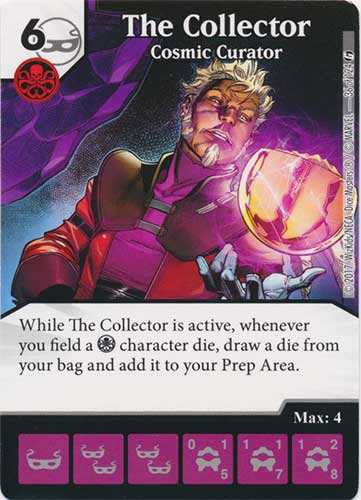 6
The Collector
Cosmic Curator
While The Collector is active, whenever
you field a character die, draw a die from
your bag and add it to your Prep Area.
Max: 4
0 1 5
1 1 7
1 2 8